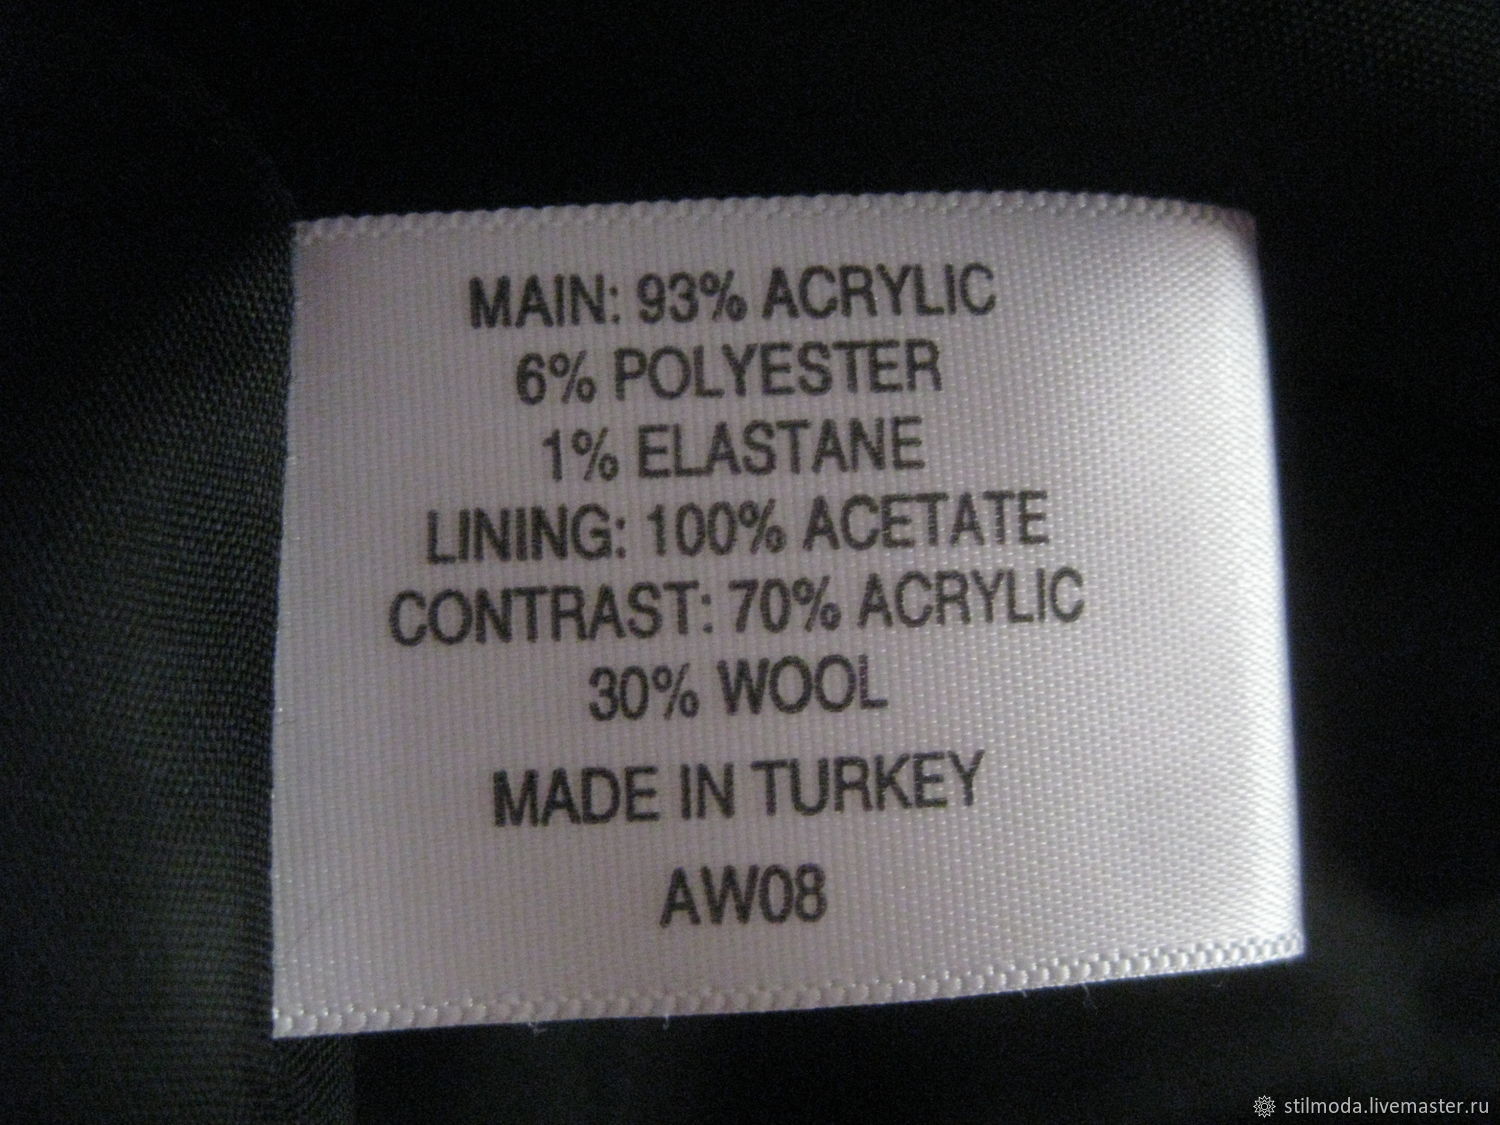 MAIN: 93% ACRYLIC
6% POLYESTER
1% ELASTANE
LINING: 100% ACETATE
CONTRAST: 70% ACRYLIC
30% WOOL
MADE IN TURKEY
AW08
stilmoda.livemaster.ru